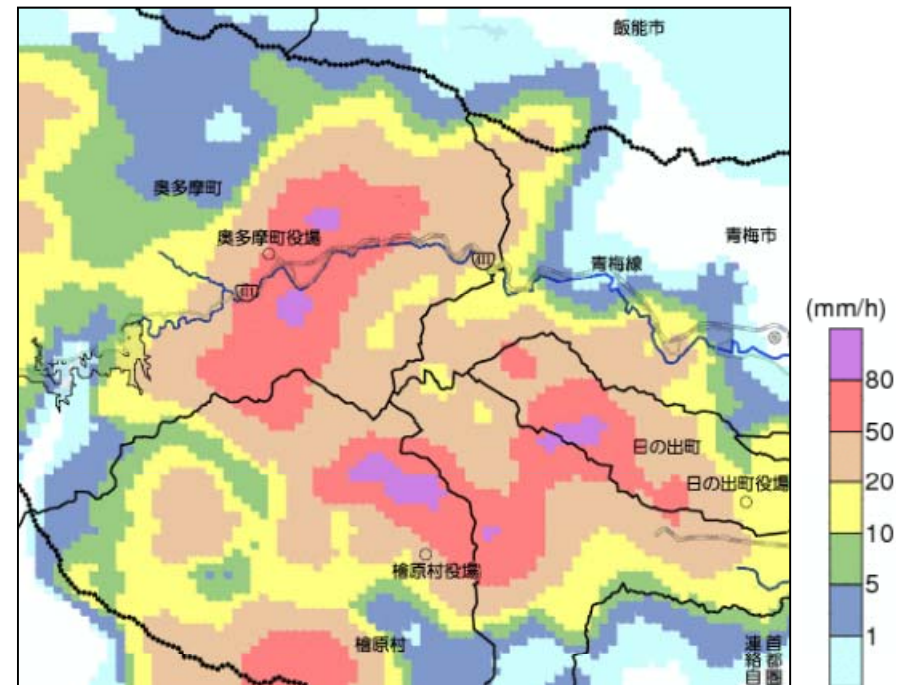 飯能市
奥多摩町
奥多摩町役場
青梅市
青梅線
(mm/h)
80
50
20
10
5
1
日の出町
日の出町役場
檜原村役場
檜原村
首都圏
連絡自